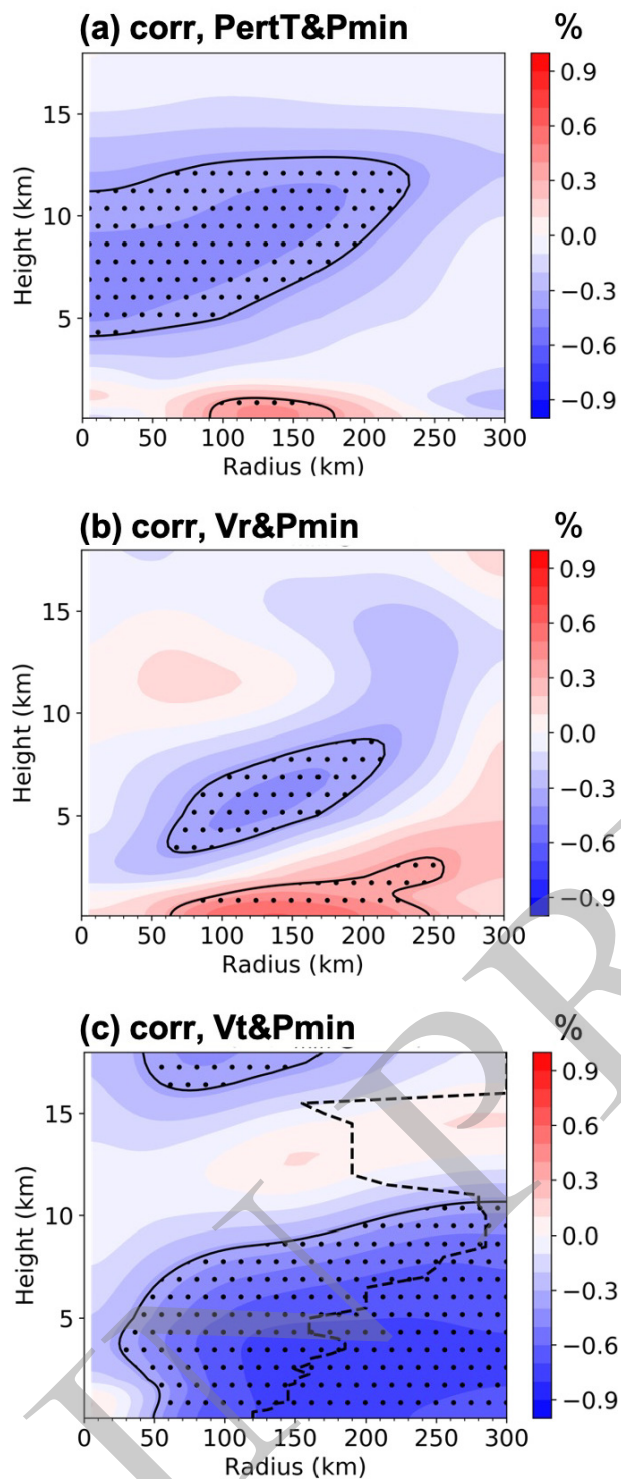 (a) corr, PertT&Pmin %
15
10
5
Height (km)
0 50 100 150 200 250 300
Radius (km)
0.9
0.6
0.3
0.0
−0.3
−0.6
−0.9
(b) corr, Vr&Pmin %
15
10
5
Height (km)
0 50 100 150 200 250 300
Radius (km)
0.9
0.6
0.3
0.0
−0.3
−0.6
−0.9
(c) corr, Vt&Pmin %
15
10
5
Height (km)
0 50 100 150 200 250 300
Radius (km)
0.9
0.6
0.3
0.0
−0.3
−0.6
−0.9